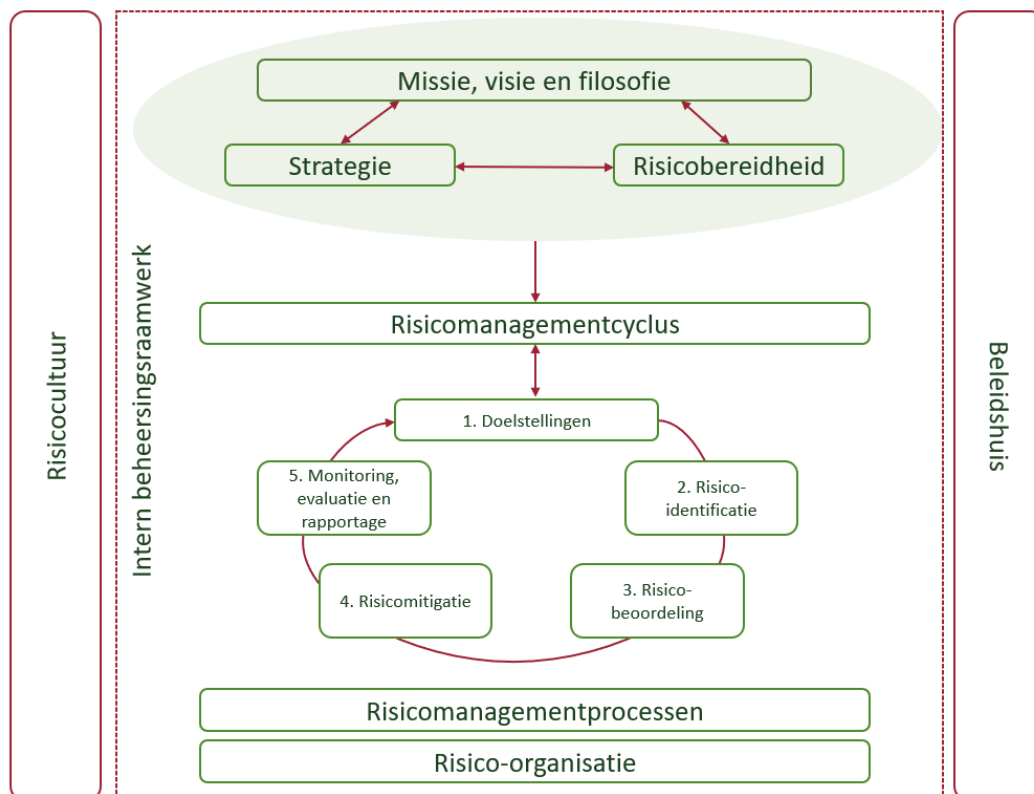 Risicocultuur
Intern beheersingsraamwerk
Missie, visie en filosofie
Strategie
Risicobereidheid
Risicomanagementcyclus
1. Doelstellingen
2. Risico-
identificatie
3. Risico-
beoordeling
4. Risicomitigatie
5. Monitoring,
evaluatie en
rapportage
Risicomanagementprocessen
Risico-organisatie
Beleidshuis